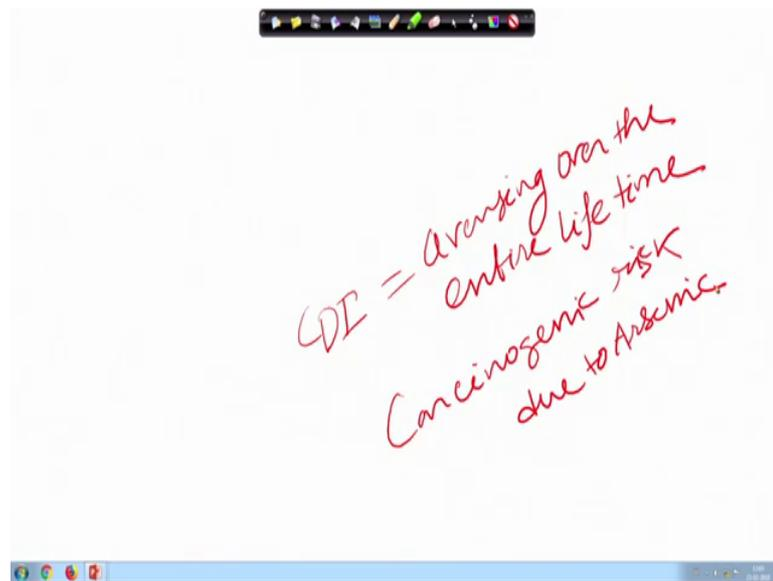 CDI = averaging over the
entire life time
Carcinogenic risk
due to Arsenic.